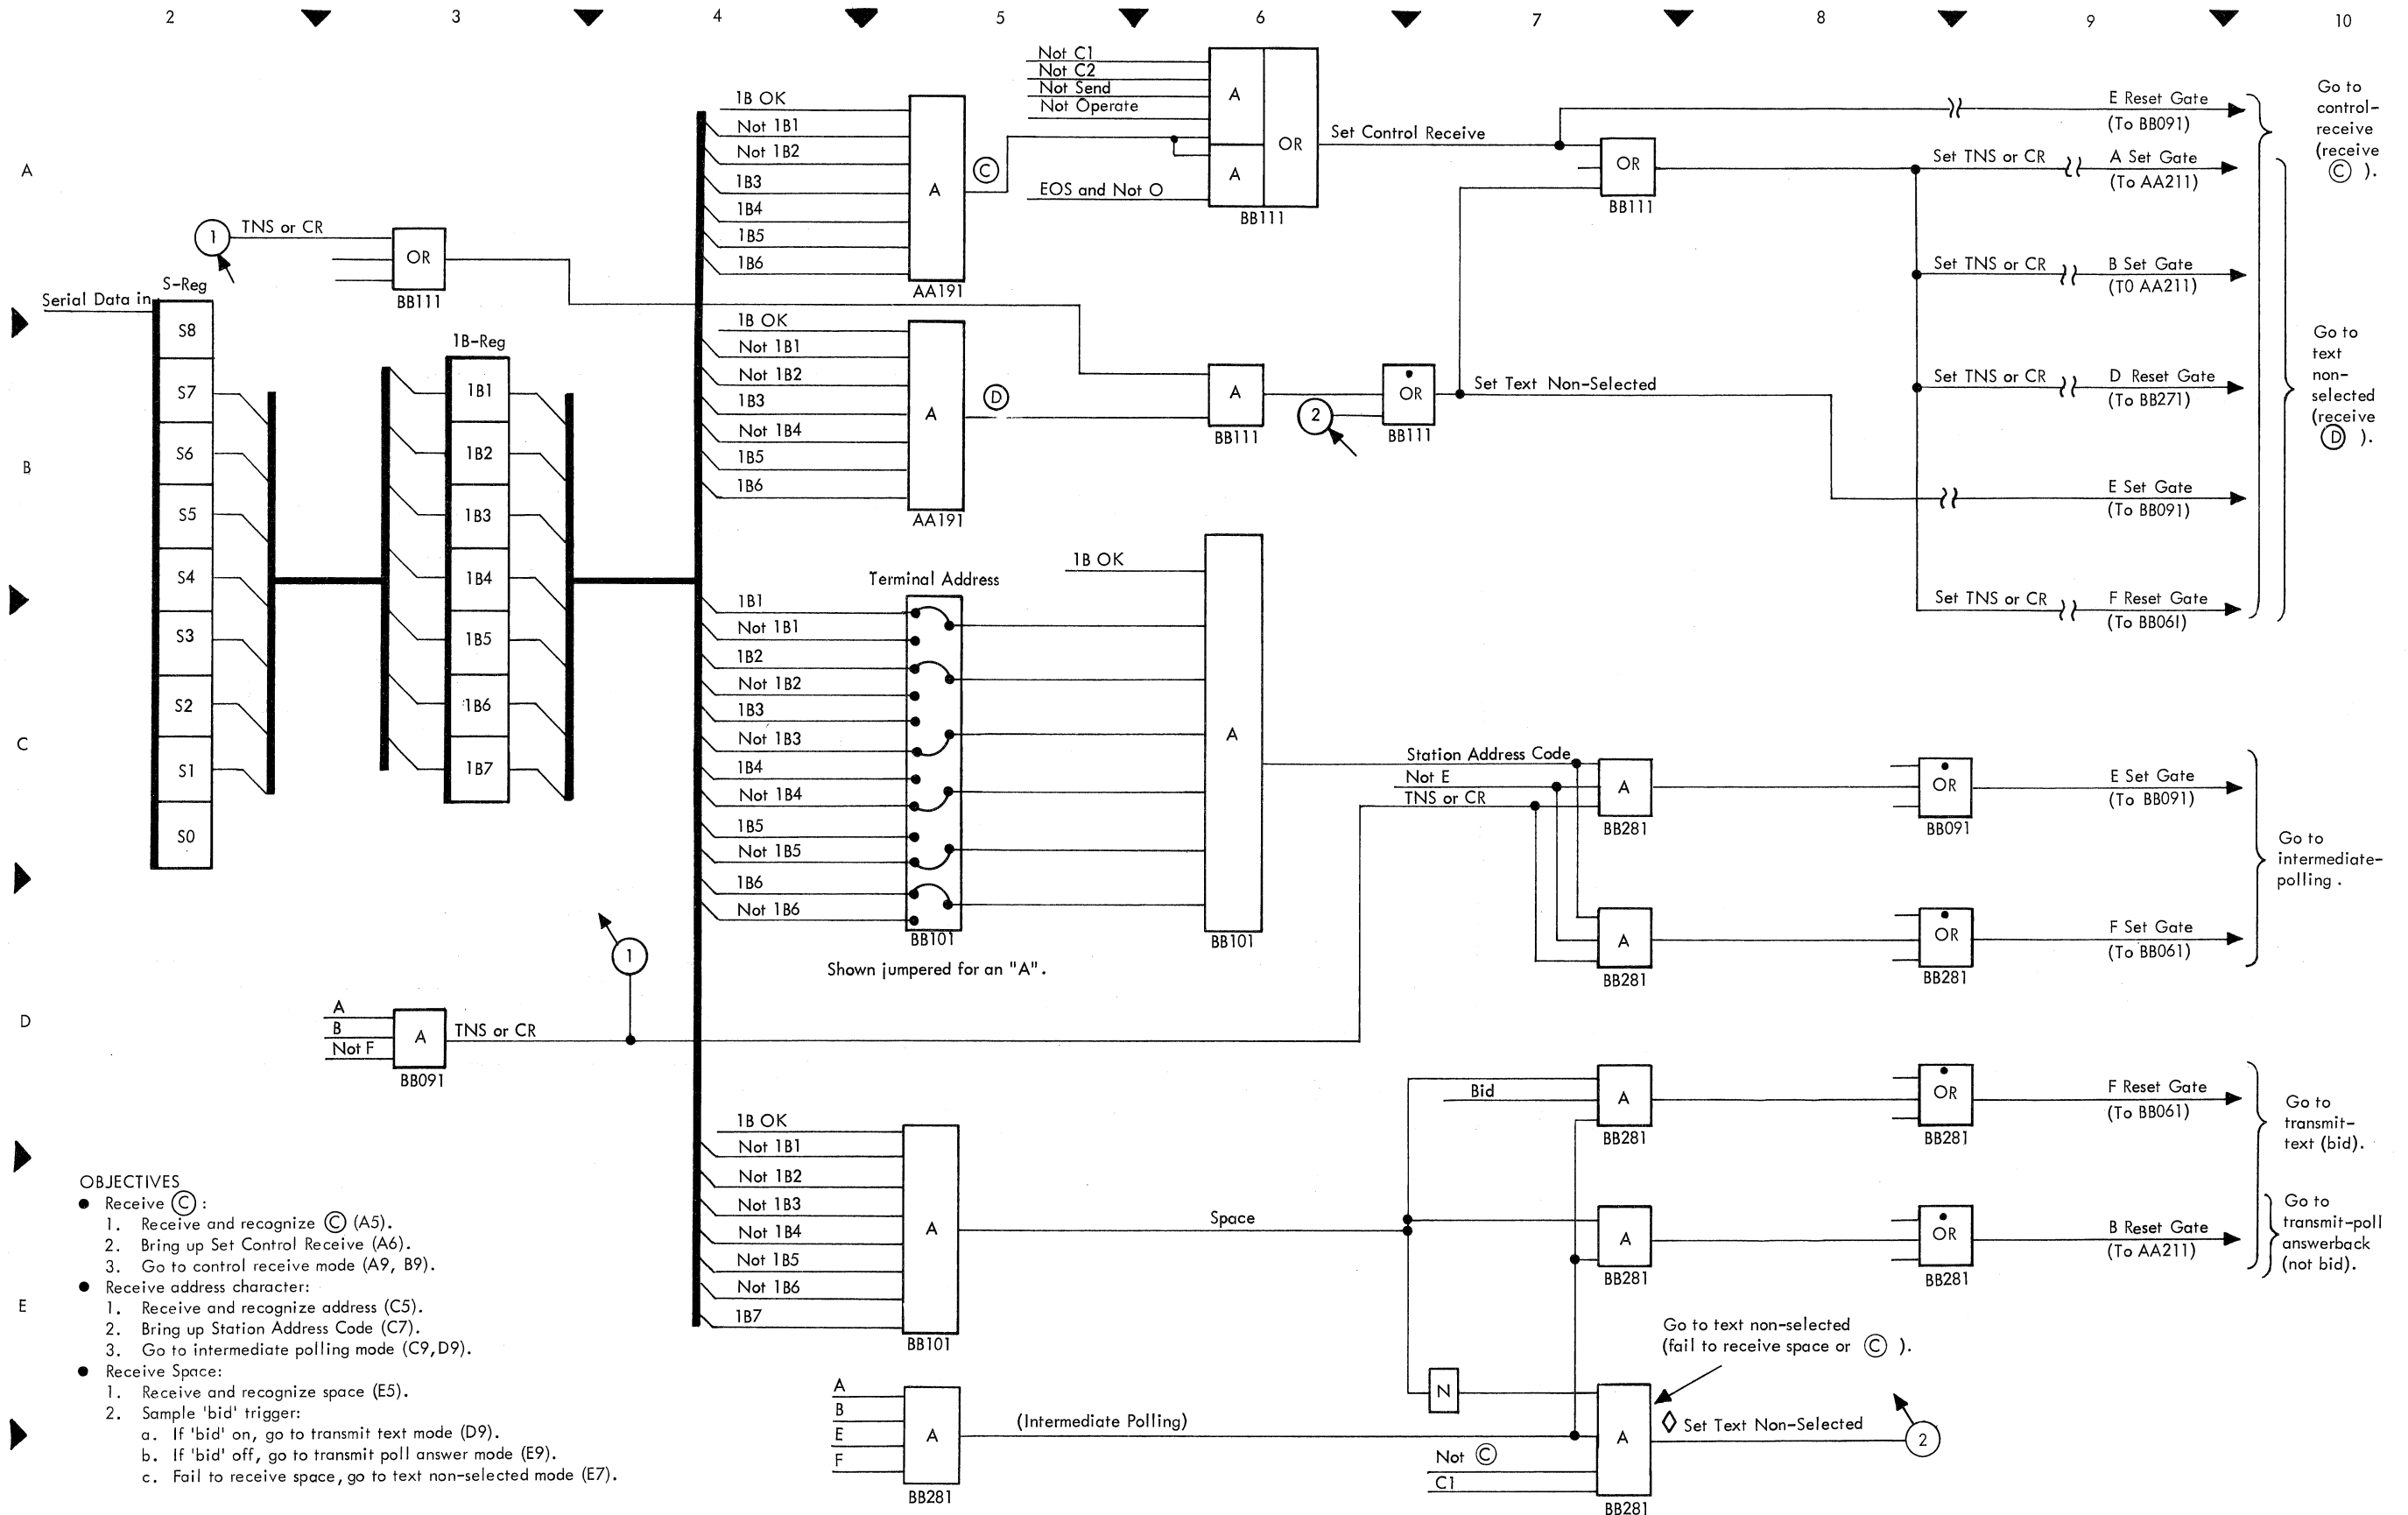 2 3 4 5 6 7 8 9 10
A
B
C
D
E
Serial Data in
S-Reg
S8
S7
S6
S5
S4
S3
S2
S1
S0
1 TNS or CR
OR
BB111
1B-Reg
1B1
1B2
1B3
1B4
1B5
1B6
1B7
1B OK
Not 1B1
Not 1B2
1B3
1B4
1B5
1B6
A
AA191
C
Not C1
Not C2
Not Send
Not Operate
EOS and Not O
A
A
OR
BB111
Set Control Receive
OR
BB111
1B OK
Not 1B1
Not 1B2
1B3
Not 1B4
1B5
1B6
A
AA191
D
A
BB111
2
OR
BB111
Set Text Non-Selected
E Reset Gate
(To BB091)
Set TNS or CR
A Set Gate
(To AA211)
Set TNS or CR
B Set Gate
(T0 AA211)
Set TNS or CR
D Reset Gate
(To BB271)
E Set Gate
(To BB091)
Set TNS or CR
F Reset Gate
(To BB061)
Go to
control-
receive
(receive
C ).
Go to
text
non-
selected
(receive
D ).
Terminal Address
1B1
Not 1B1
1B2
Not 1B2
1B3
Not 1B3
1B4
Not 1B4
1B5
Not 1B5
1B6
Not 1B6
BB101
Shown jumpered for an "A".
1B OK
A
BB101
Station Address Code
Not E
TNS or CR
A
BB281
OR
BB091
E Set Gate
(To BB091)
A
BB281
OR
BB281
F Set Gate
(To BB061)
Go to
intermediate-
polling .
1
A
B
Not F
A
BB091
TNS or CR
1B OK
Not 1B1
Not 1B2
Not 1B3
Not 1B4
Not 1B5
Not 1B6
1B7
A
BB101
Space
Bid
A
BB281
OR
BB281
F Reset Gate
(To BB061)
Go to
transmit-
text (bid).
A
BB281
OR
BB281
B Reset Gate
(To AA211)
Go to
transmit-poll
answerback
(not bid).
A
B
E
F
A
BB281
(Intermediate Polling)
N
Not C
C1
A
BB281
Go to text non-selected
(fail to receive space or C ).
Set Text Non-Selected
2
OBJECTIVES
● Receive C :
1. Receive and recognize C (A5).
2. Bring up Set Control Receive (A6).
3. Go to control receive mode (A9, B9).
● Receive address character:
1. Receive and recognize address (C5).
2. Bring up Station Address Code (C7).
3. Go to intermediate polling mode (C9,D9).
● Receive Space:
1. Receive and recognize space (E5).
2. Sample 'bid' trigger:
a. If 'bid' on, go to transmit text mode (D9).
b. If 'bid' off, go to transmit poll answer mode (E9).
c. Fail to receive space, go to text non-selected mode (E7).